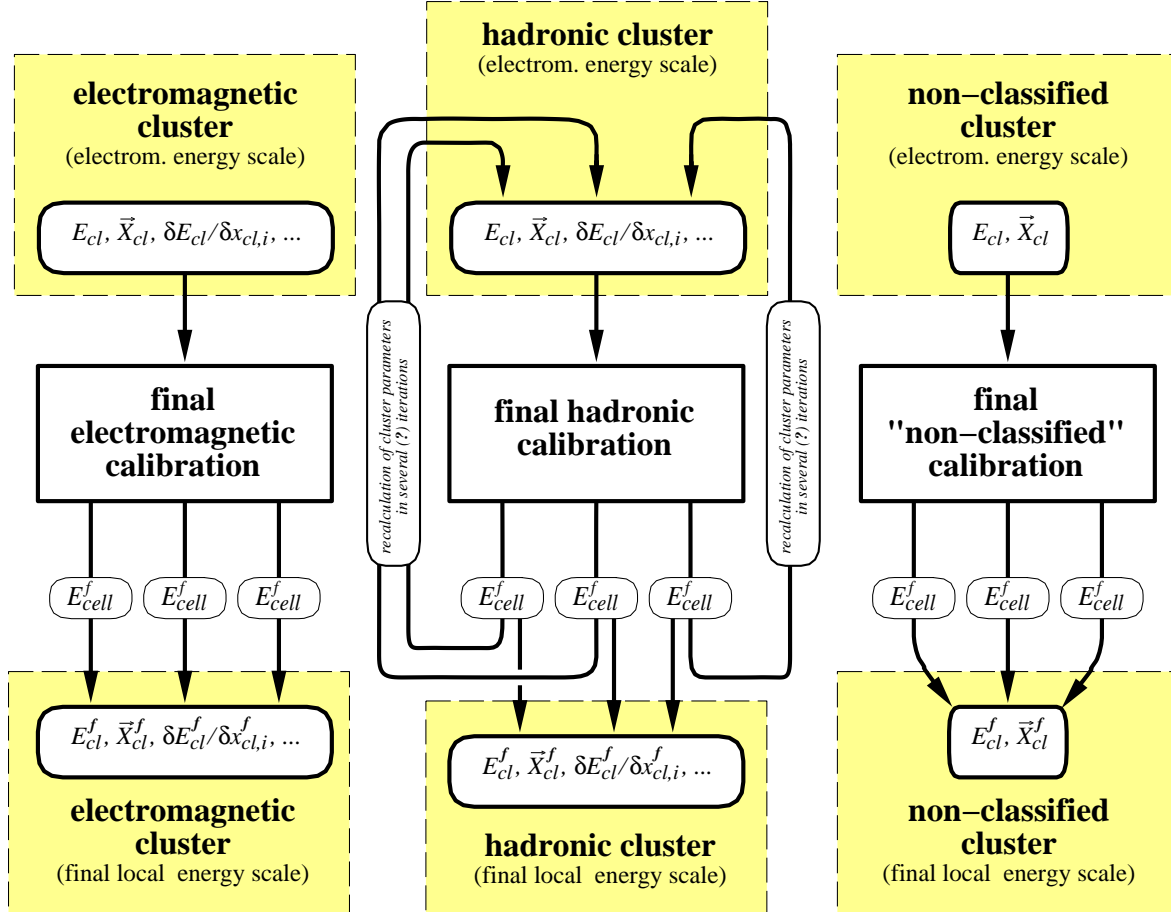 electromagnetic
cluster
(electrom. energy scale)
E_cl, X⃗_cl, δE_cl/δx_cl,i, ...
final
electromagnetic
calibration
E^f_cell
E^f_cell
E^f_cell
E^f_cl, X⃗^f_cl, δE^f_cl/δx^f_cl,i, ...
electromagnetic
cluster
(final local energy scale)
hadronic cluster
(electrom. energy scale)
E_cl, X⃗_cl, δE_cl/δx_cl,i, ...
recalculation of cluster parameters
in several (?) iterations
final hadronic
calibration
recalculation of cluster parameters
in several (?) iterations
E^f_cell
E^f_cell
E^f_cell
E^f_cl, X⃗^f_cl, δE^f_cl/δx^f_cl,i, ...
hadronic cluster
(final local energy scale)
non−classified
cluster
(electrom. energy scale)
E_cl, X⃗_cl
final
"non−classified"
calibration
E^f_cell
E^f_cell
E^f_cell
E^f_cl, X⃗^f_cl
non−classified
cluster
(final local energy scale)